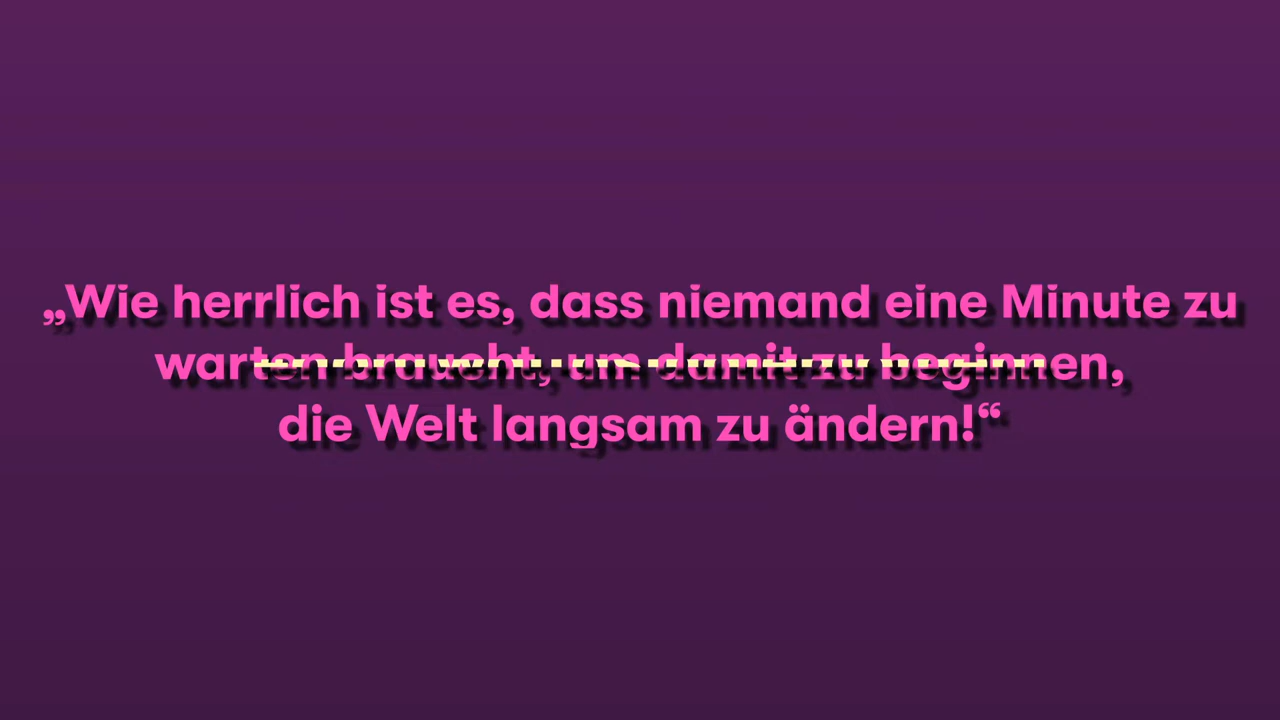 „Wie herrlich ist es, dass niemand eine Minute zu
warten braucht, um damit zu beginnen,
die Welt langsam zu ändern!“